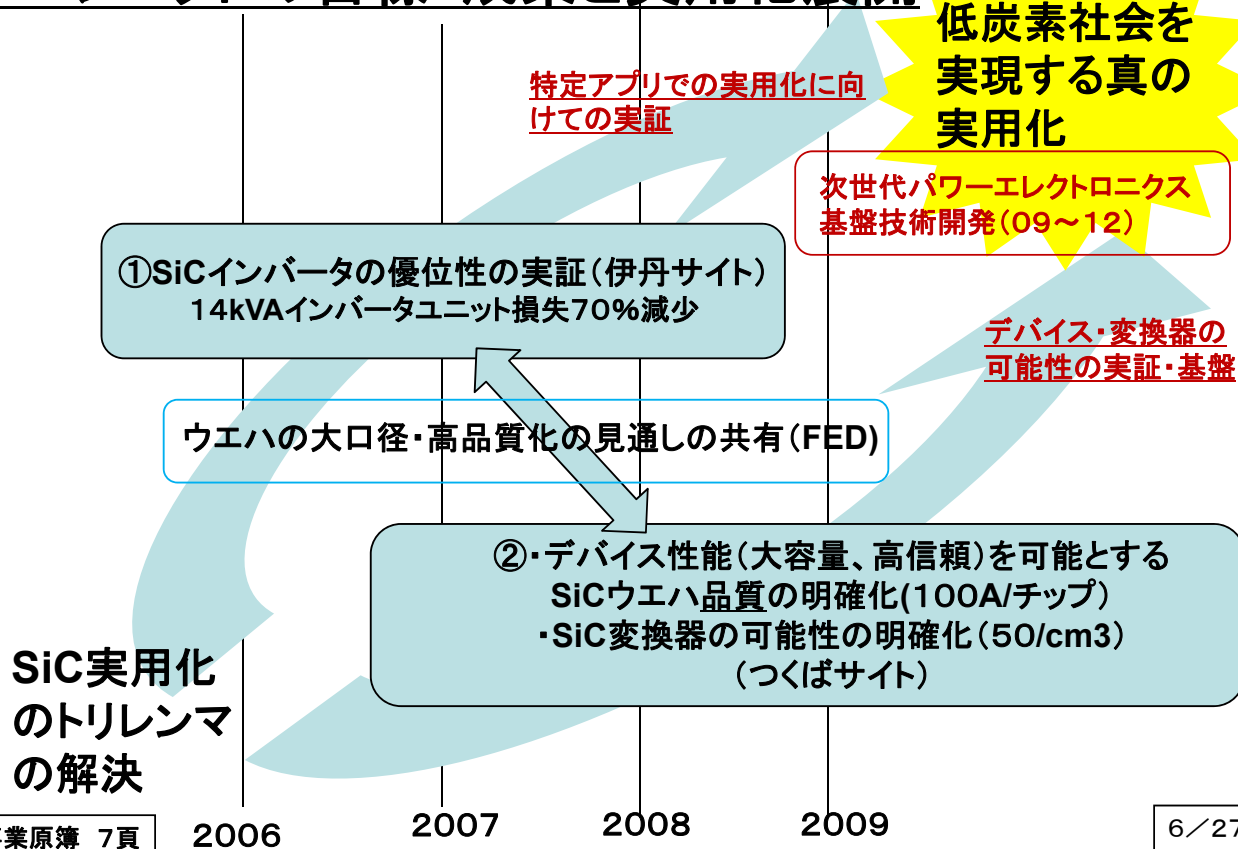 目標・成果と実用化展開
低炭素社会を
実現する真の
実用化
特定アプリでの実用化に向
けての実証
次世代パワーエレクトロニクス
基盤技術開発（09～12）
①SiCインバータの優位性の実証（伊丹サイト）
14kVAインバータユニット損失70%減少
デバイス・変換器の
可能性の実証・基盤
ウエハの大口径・高品質化の見通しの共有（FED)
②・デバイス性能（大容量、高信頼）を可能とする
SiCウエハ品質の明確化(100A/チップ）
・SiC変換器の可能性の明確化（50/cm3）
（つくばサイト）
SiC実用化
のトリレンマ
の解決
業原簿 7頁
2006
2007
2008
2009
6／27